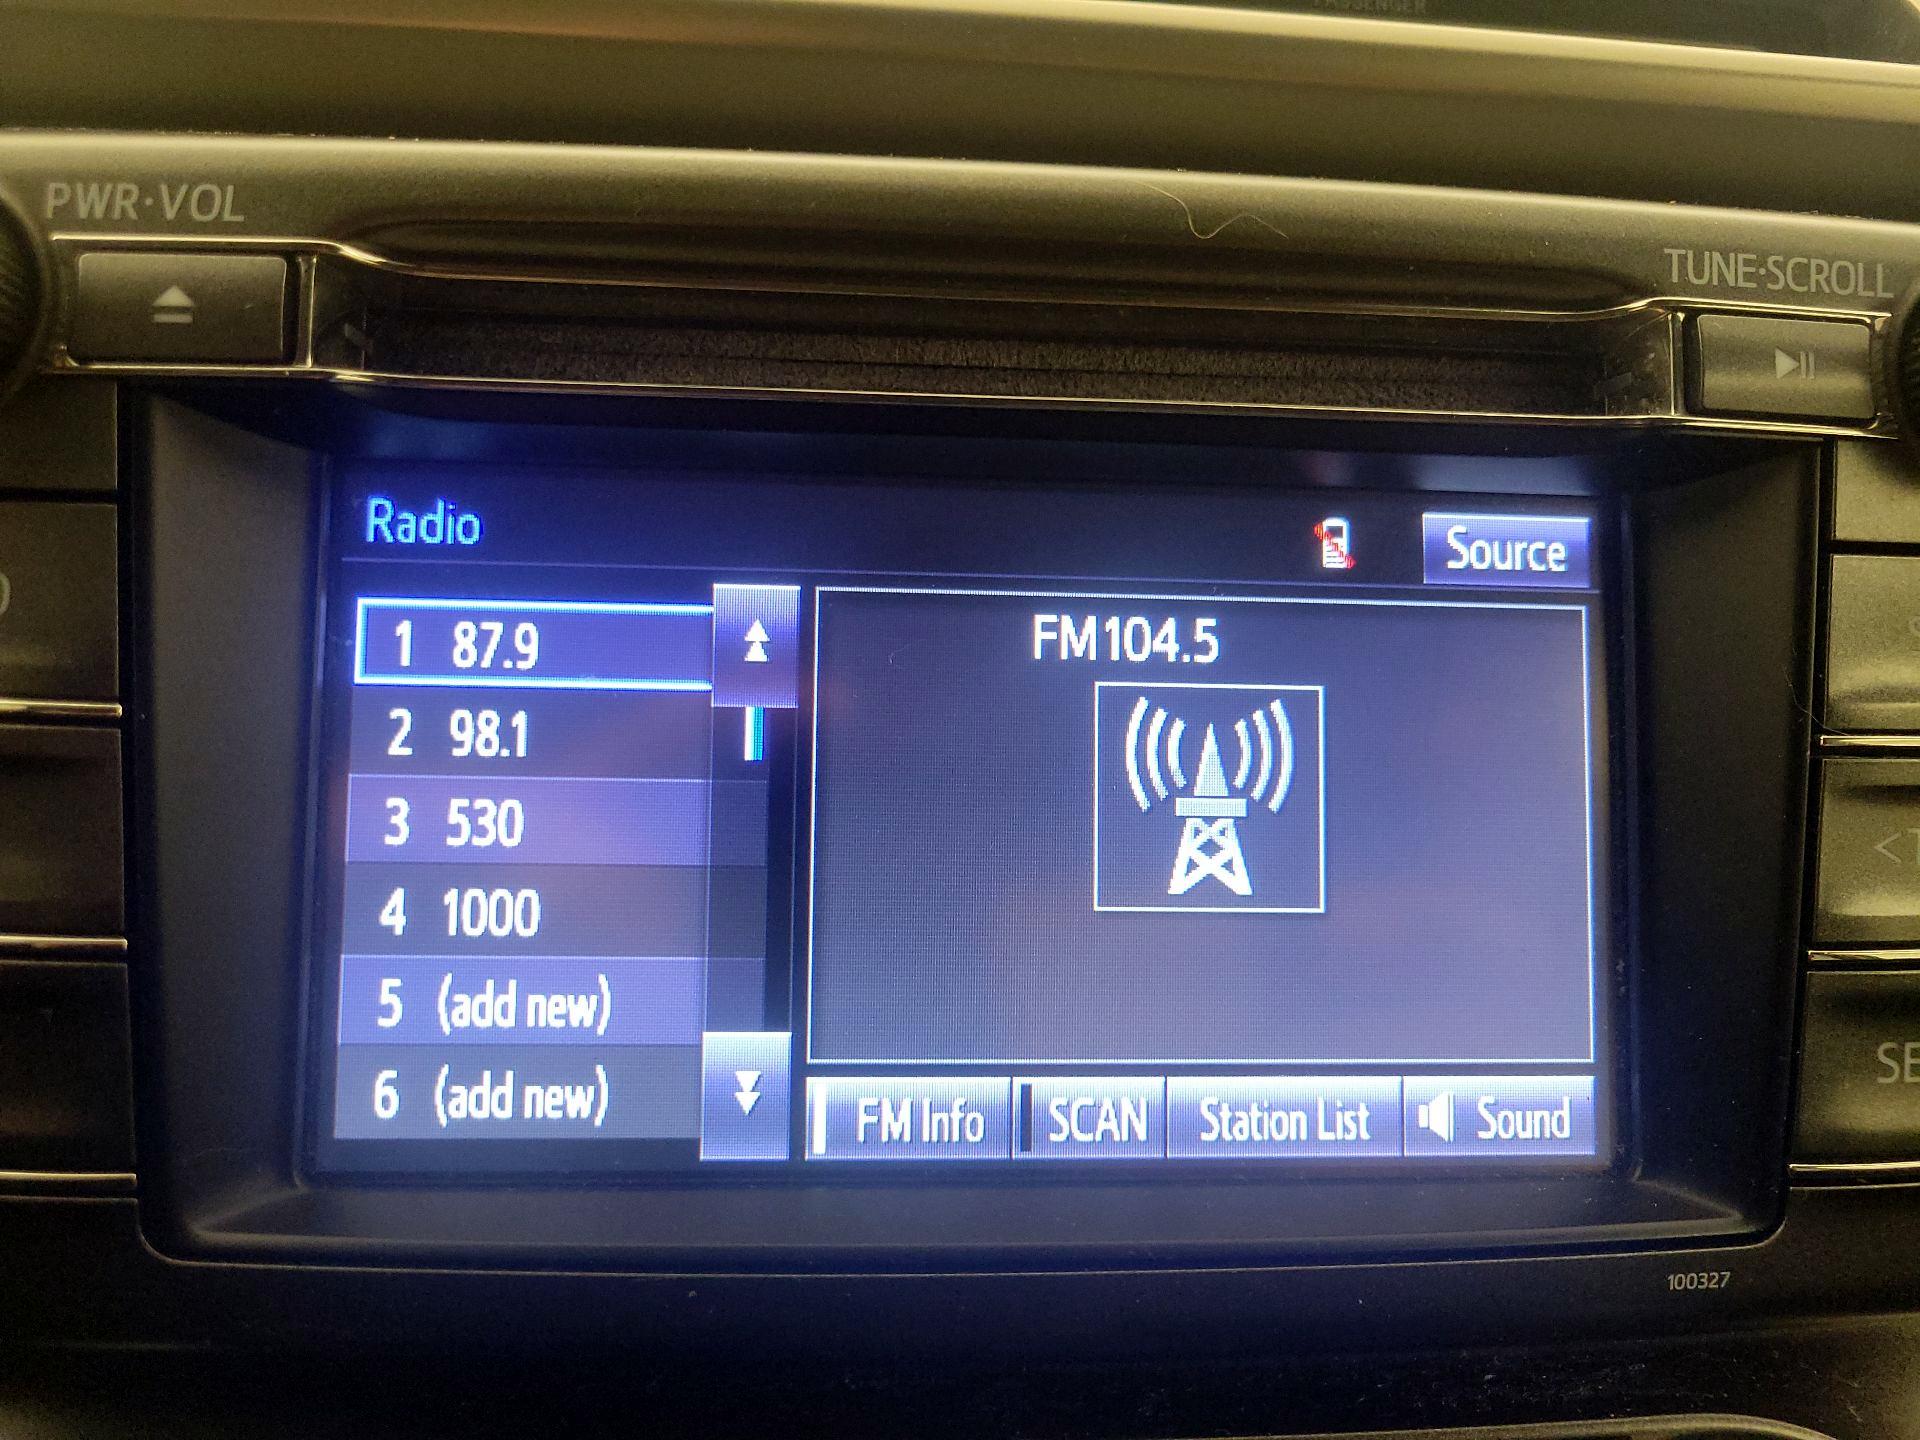 PASSENGER
PWR·VOL
TUNE·SCROLL
Radio
Source
1 87.9
2 98.1
3 530
4 1000
5 (add new)
6 (add new)
FM104.5
FM Info
SCAN
Station List
Sound
100327